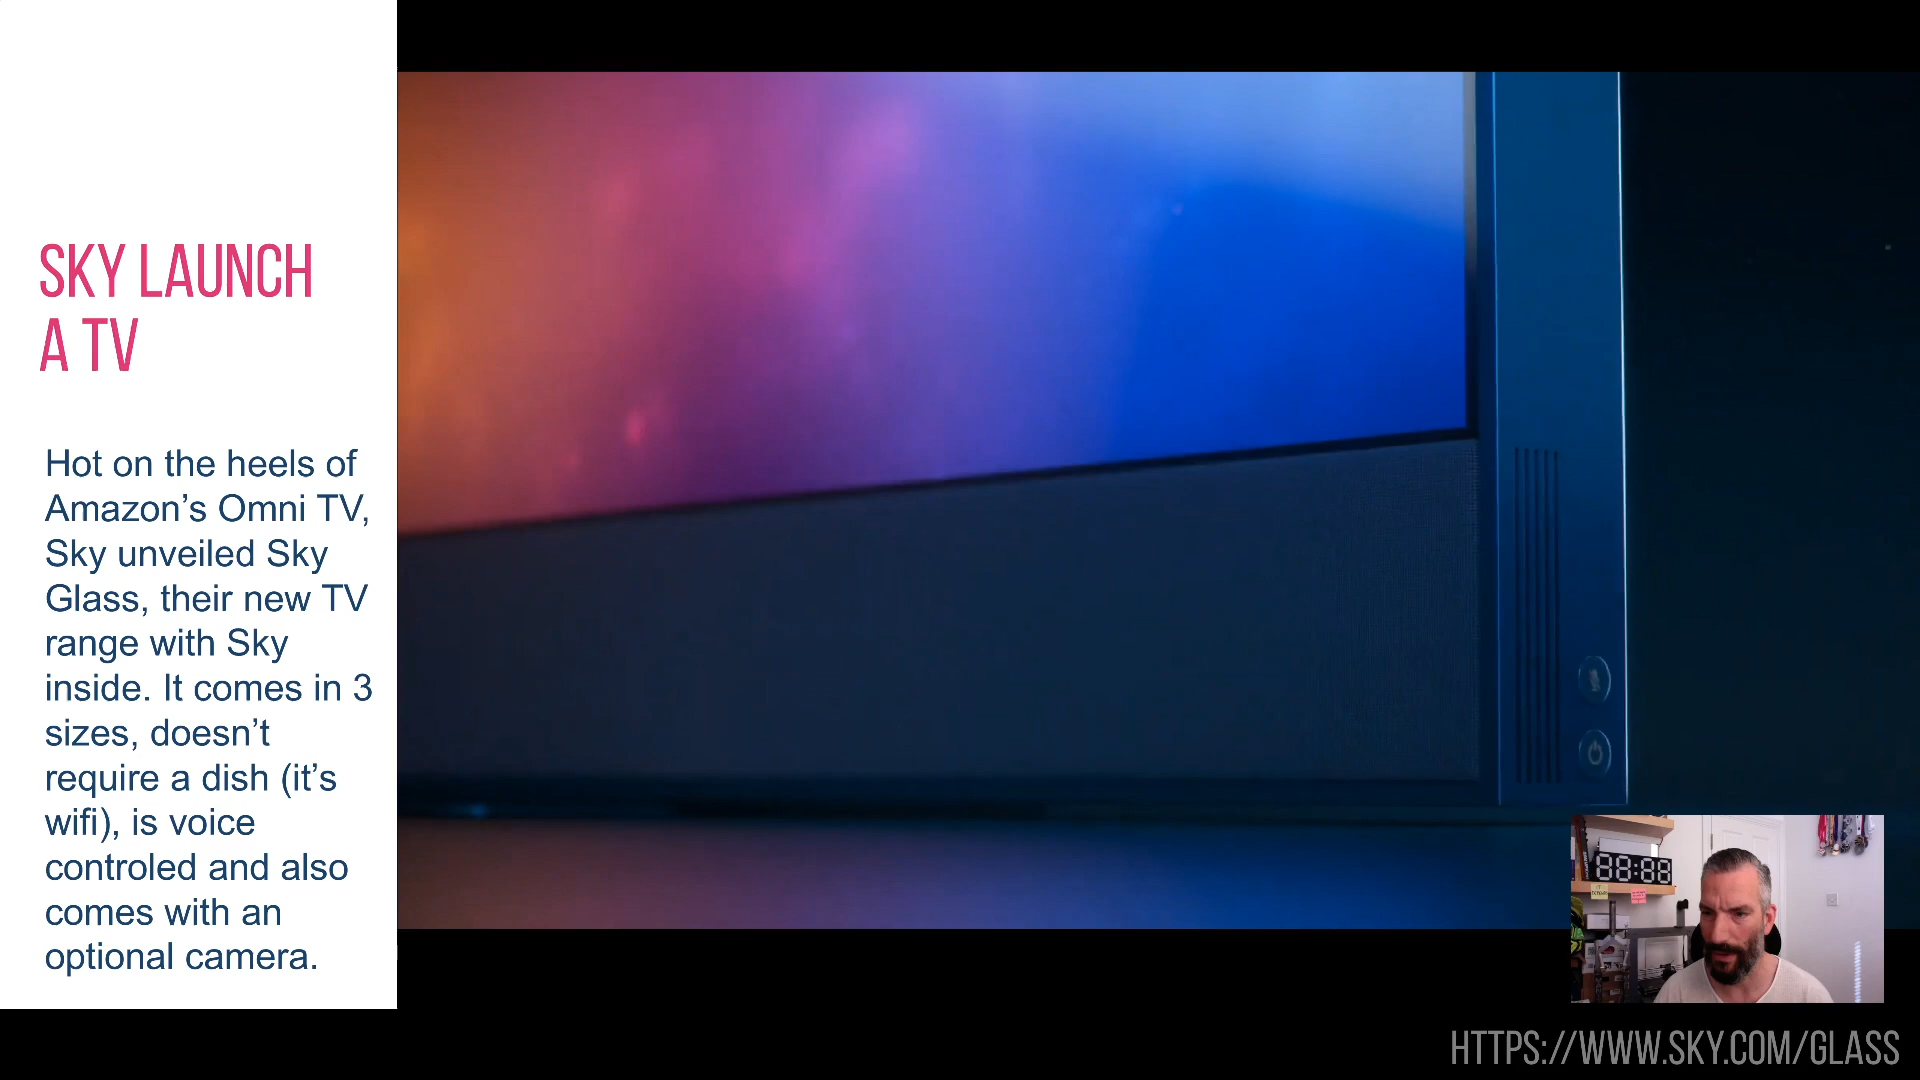 SKY LAUNCH
A TV
Hot on the heels of
Amazon’s Omni TV,
Sky unveiled Sky
Glass, their new TV
range with Sky
inside. It comes in 3
sizes, doesn’t
require a dish (it’s
wifi), is voice
controled and also
comes with an
optional camera.
88:88
HTTPS://WWW.SKY.COM/GLASS